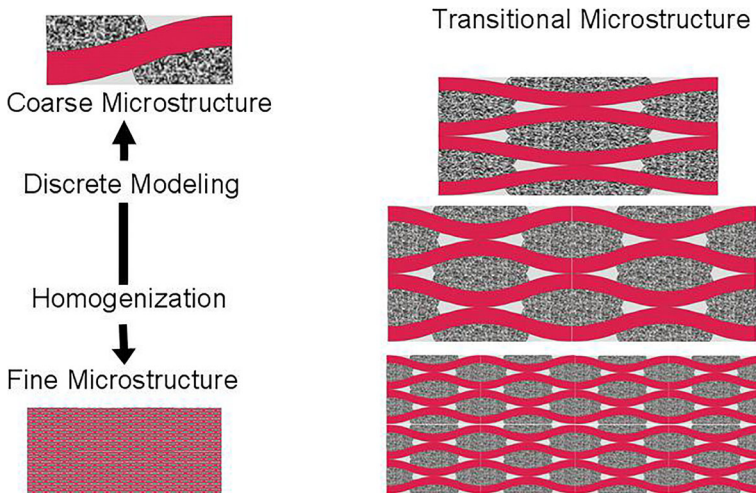 Transitional Microstructure
Coarse Microstructure
Discrete Modeling
Homogenization
Fine Microstructure